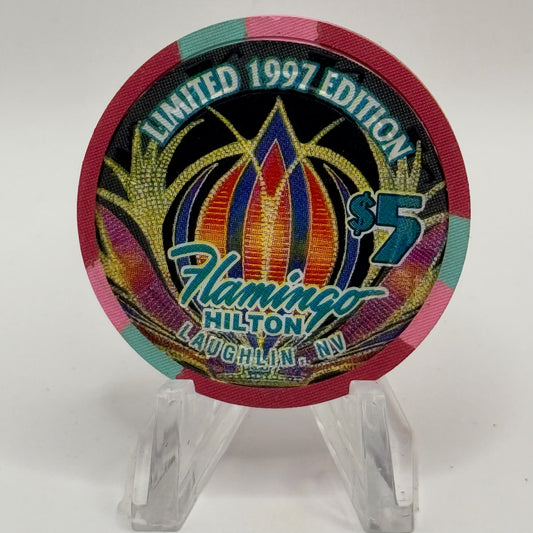 LIMITED 1997 EDITION
$5
Flamingo
HILTON
LAUGHLIN, NV